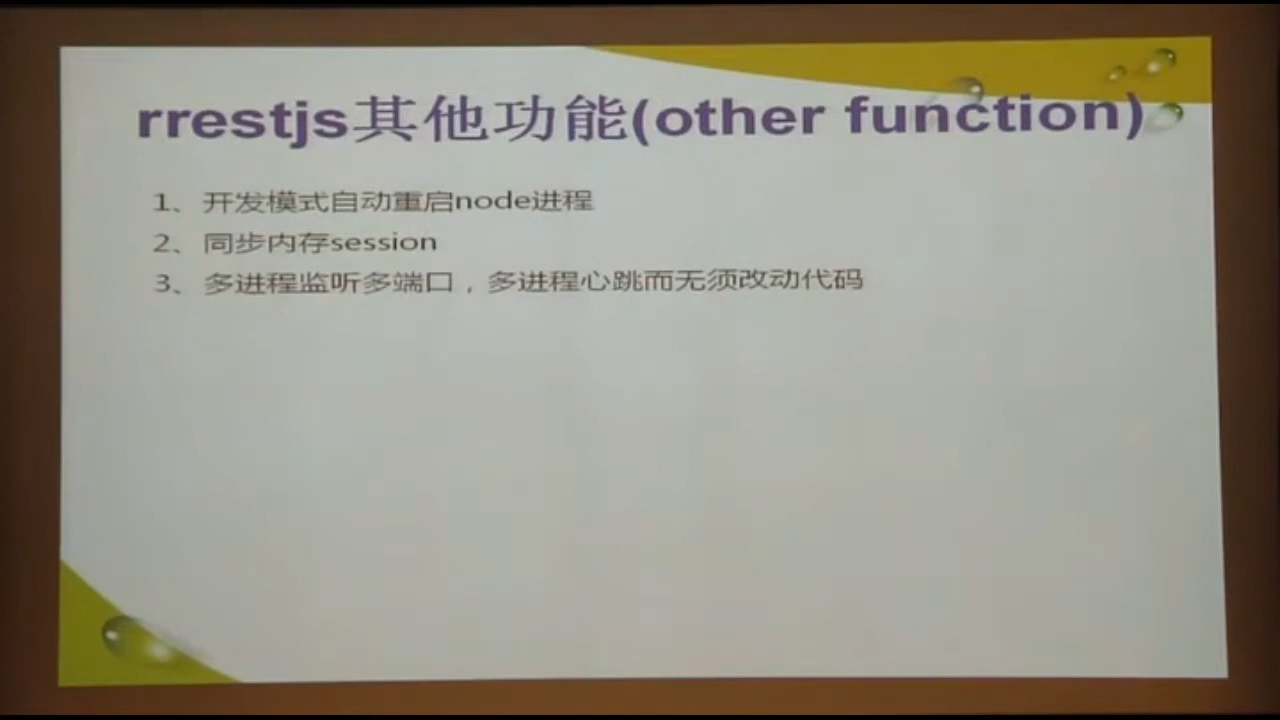 rrestjs其他功能(other function)
1、开发模式自动重启node进程
2、同步内存session
3、多进程监听多端口，多进程心跳而无须改动代码